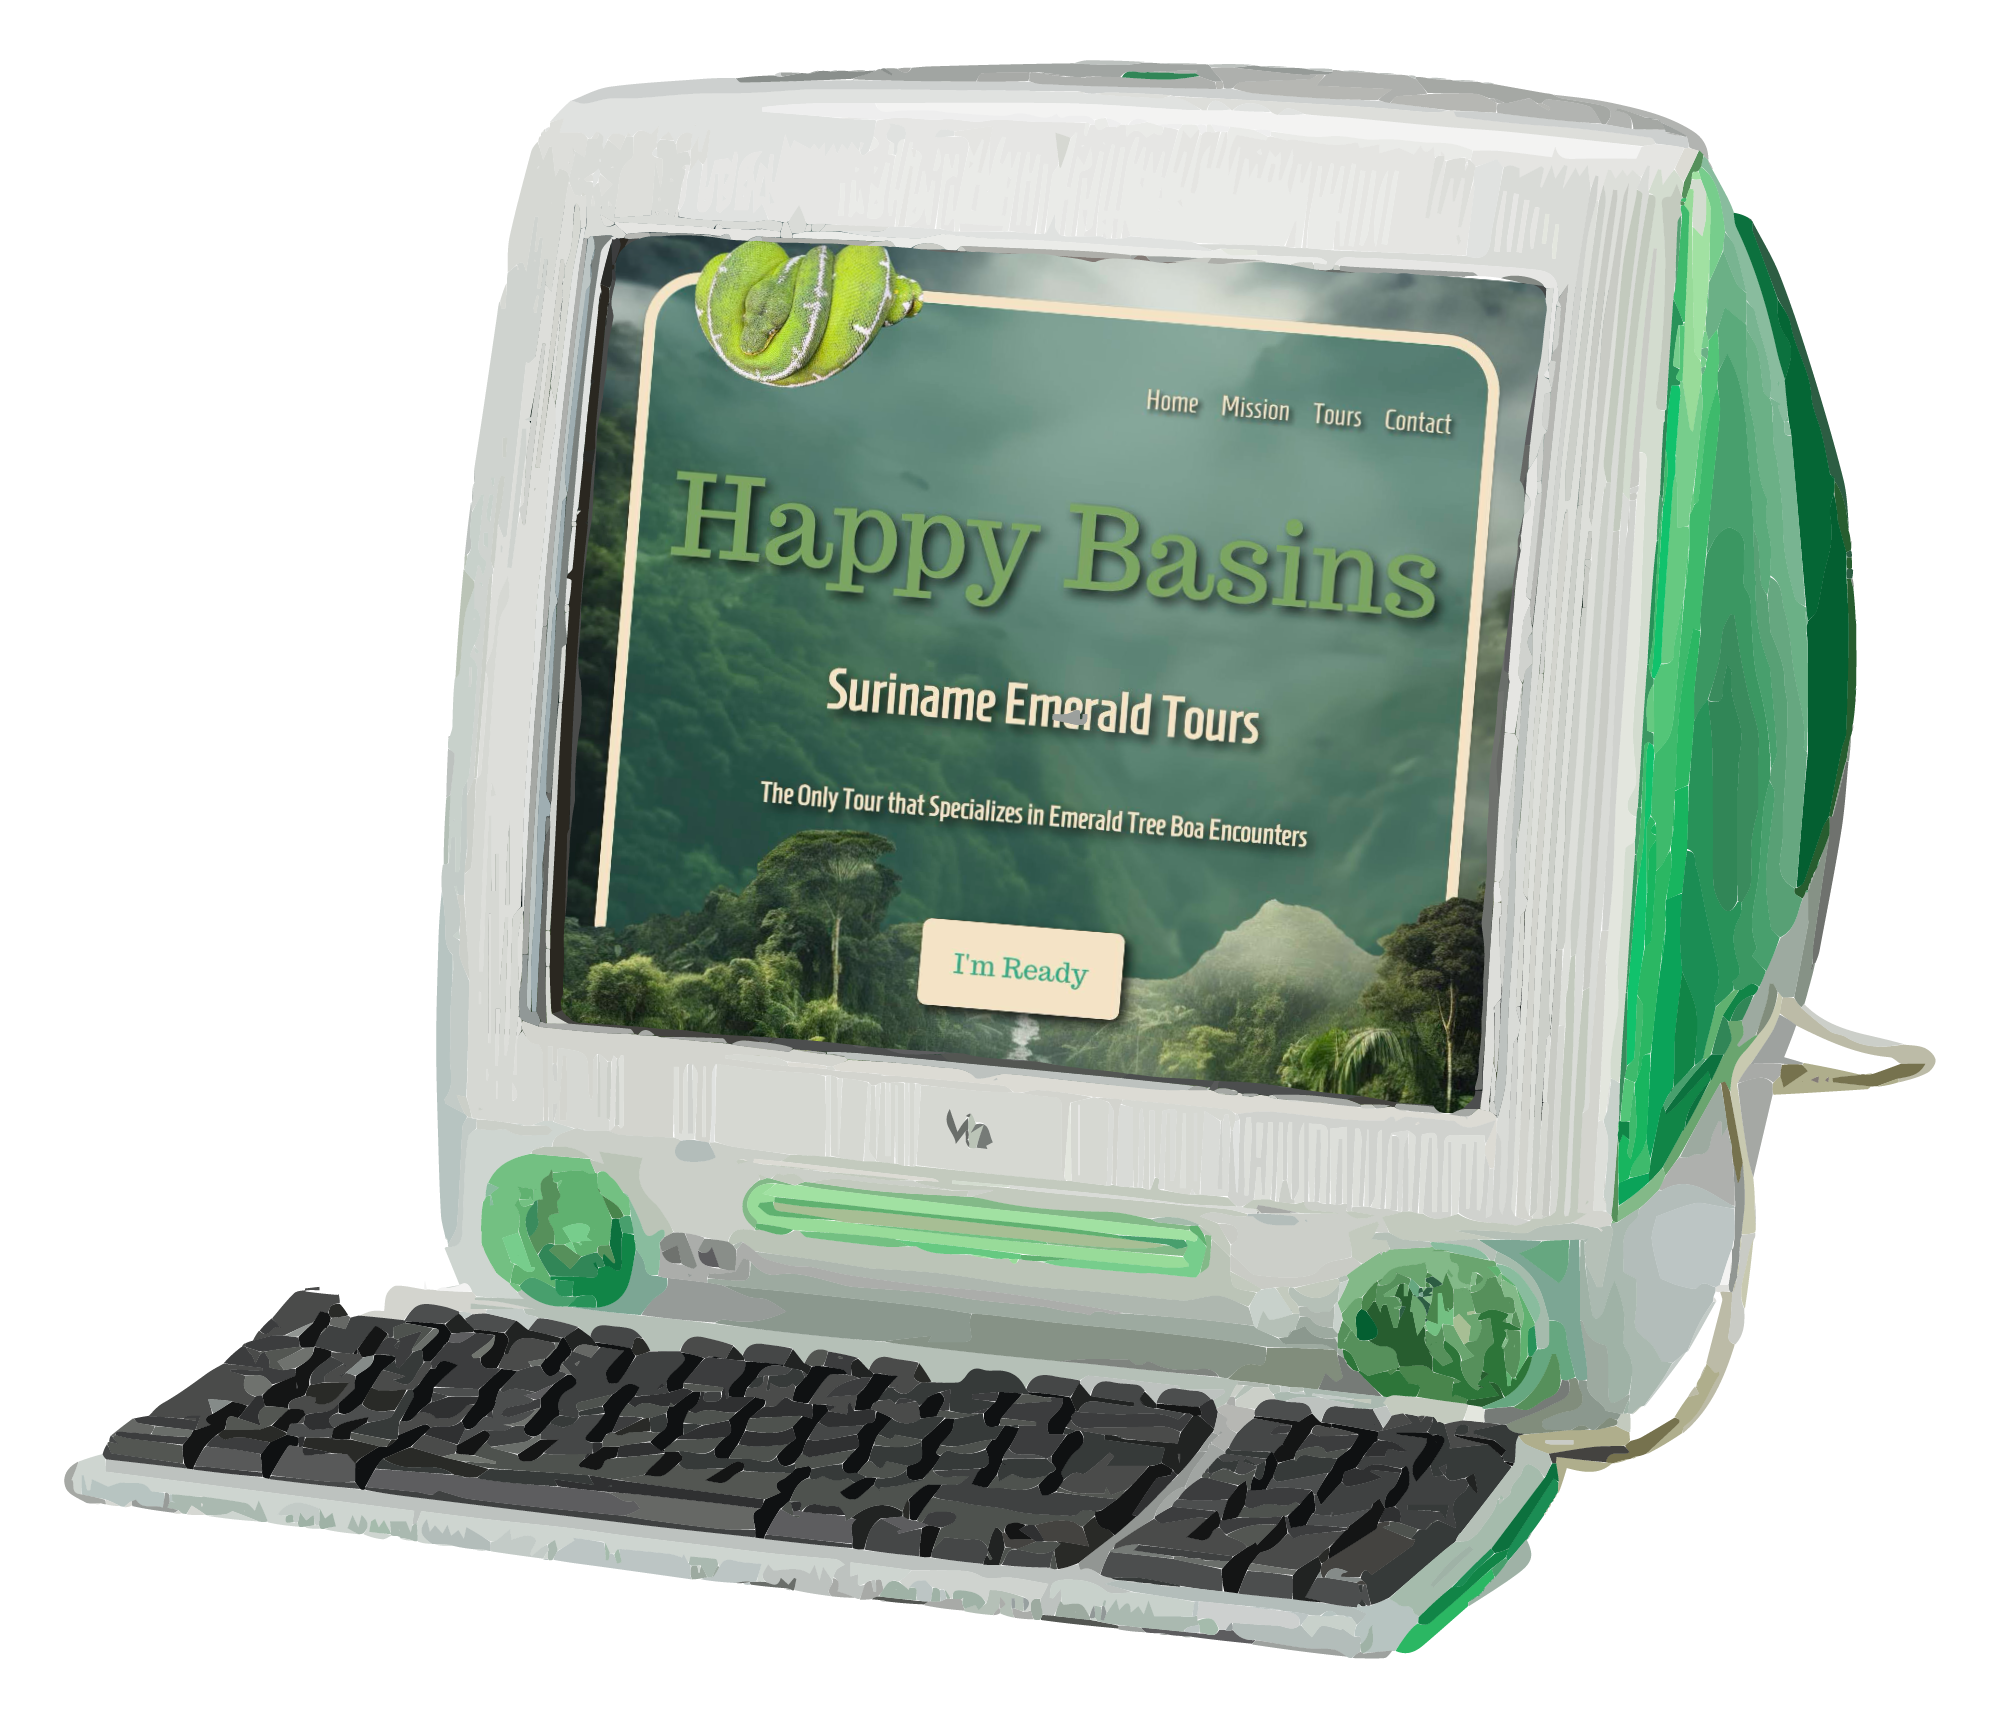 Home Mission Tours Contact
Happy Basins
Suriname Emerald Tours
The Only Tour that Specializes in Emerald Tree Boa Encounters
I'm Ready